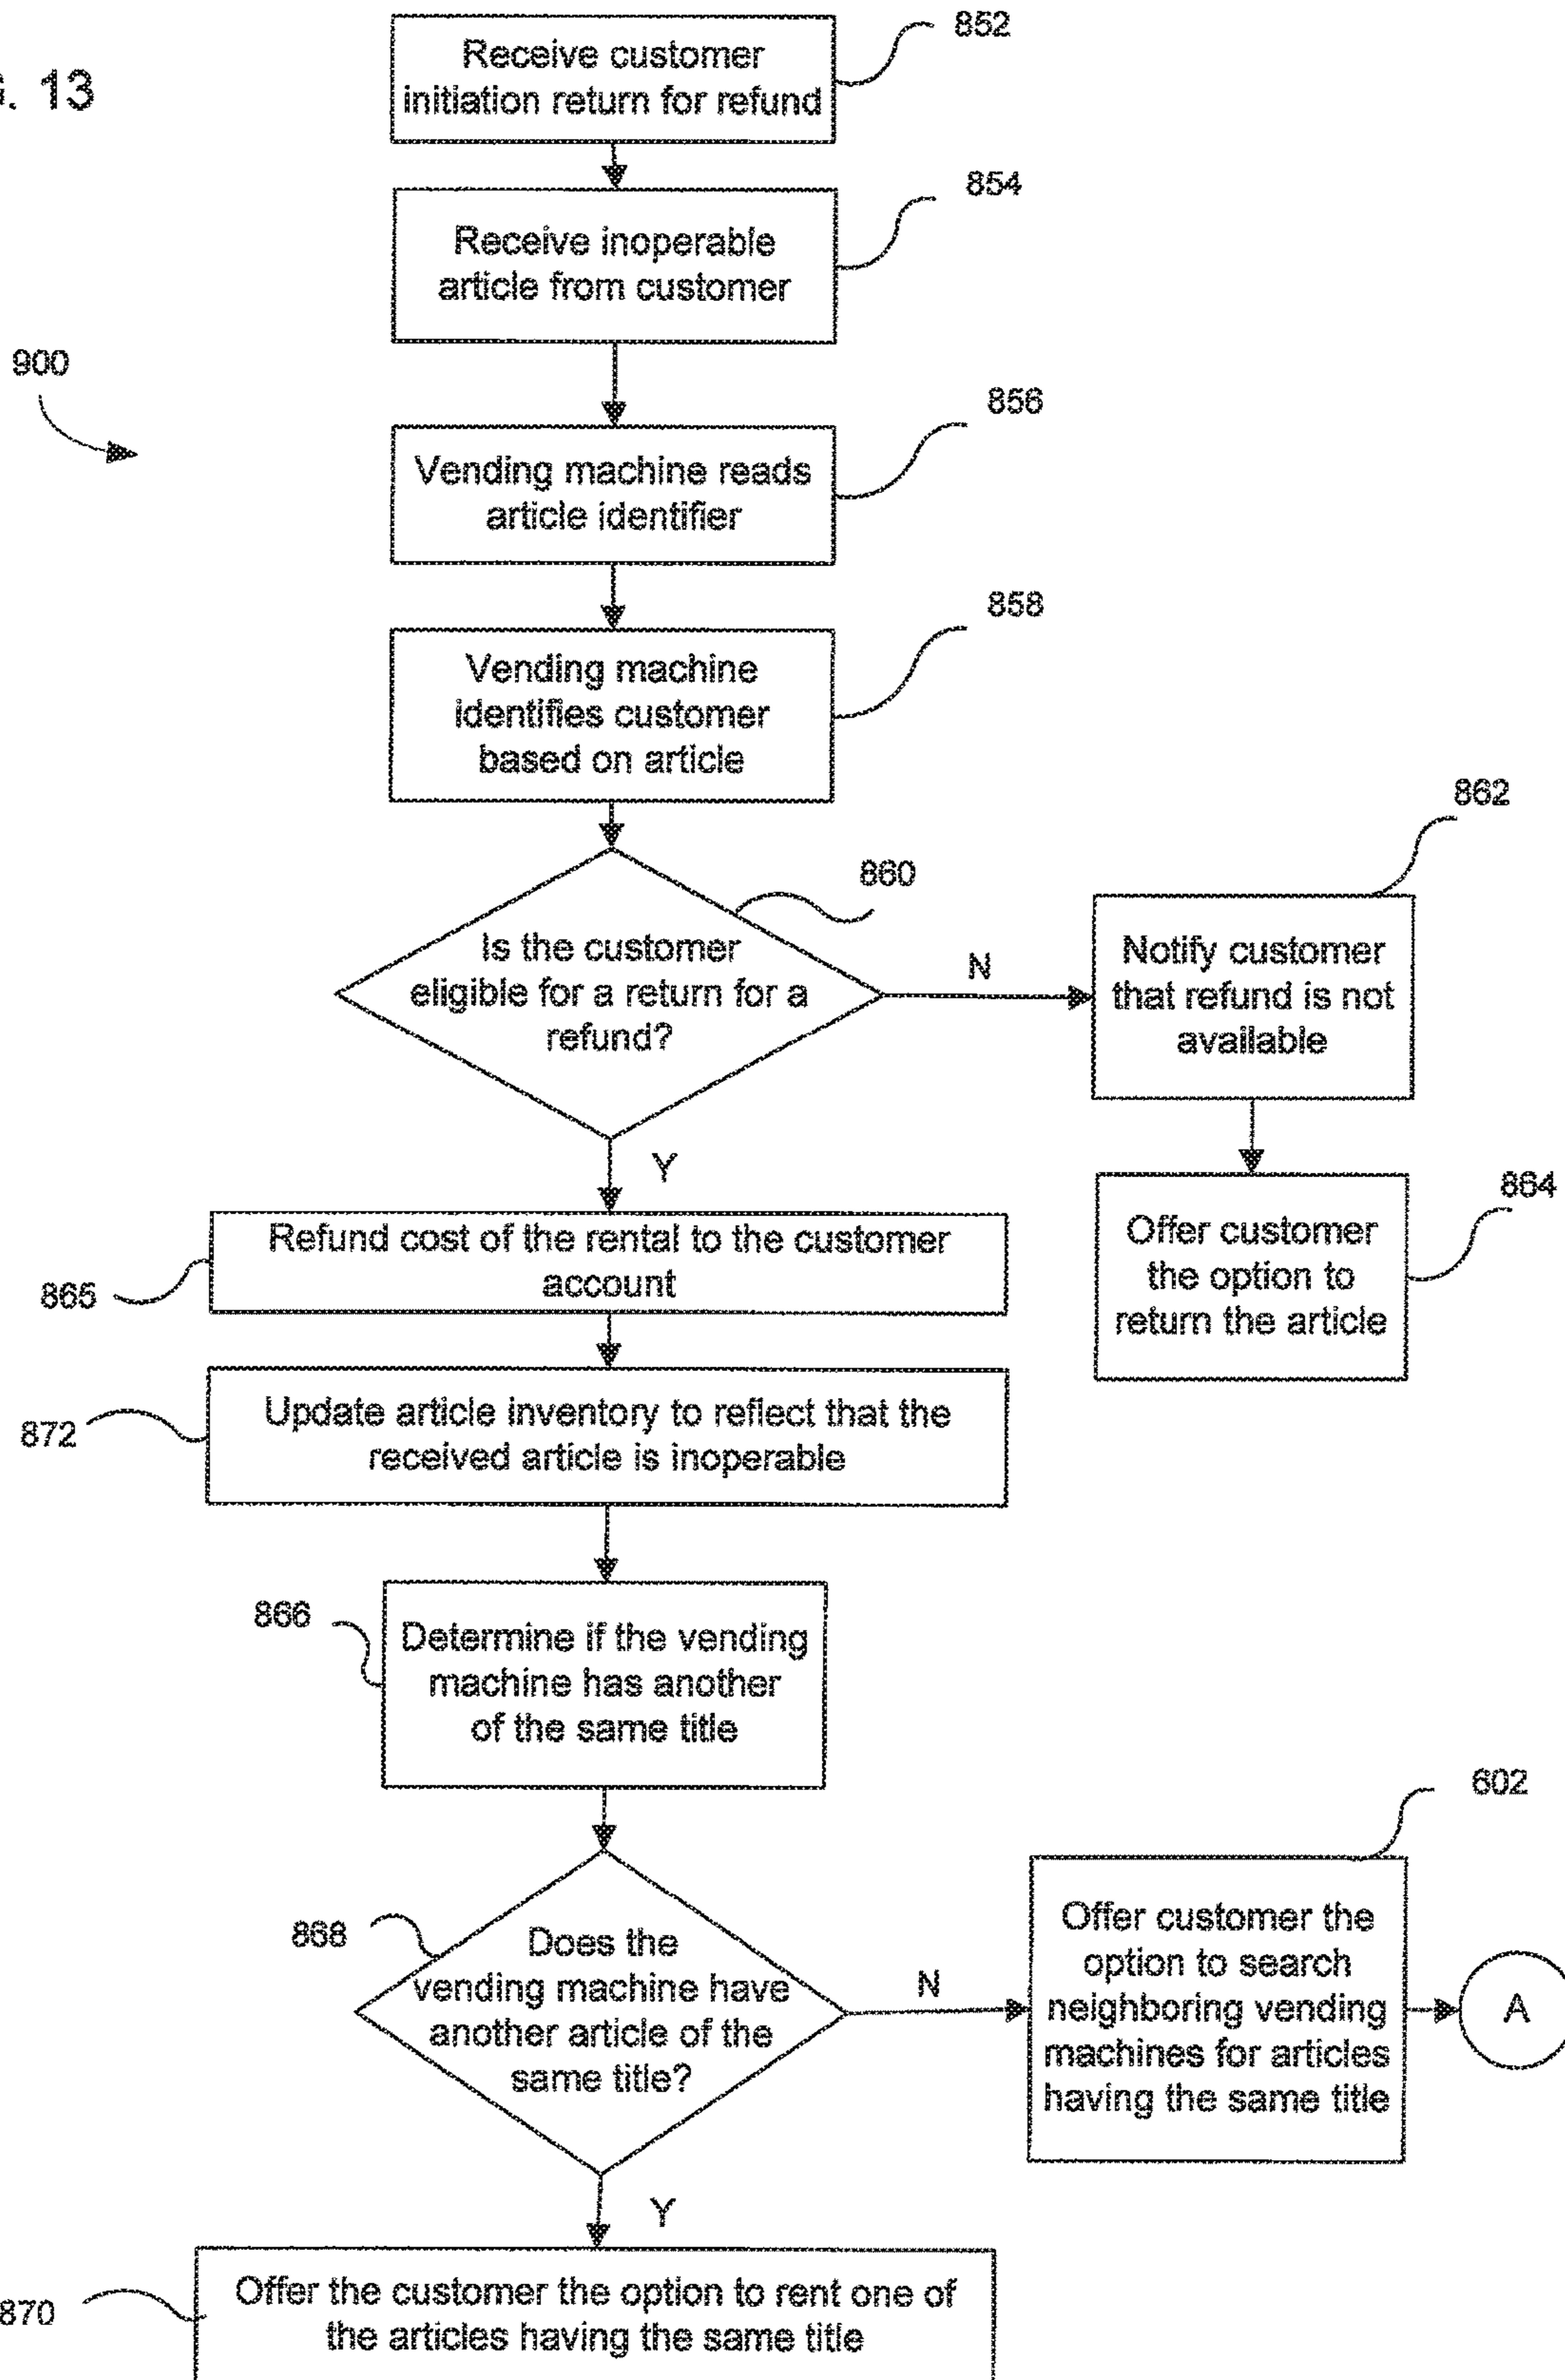 G. 13
Receive customer
initiation return for refund
852
Receive inoperable
article from customer
854
900
Vending machine reads
article identifier
856
Vending machine
identifies customer
based on article
858
Is the customer
eligible for a return for a
refund?
860
N
Notify customer
that refund is not
available
862
Y
Offer customer
the option to
return the article
864
Refund cost of the rental to the customer
account
865
Update article inventory to reflect that the
received article is inoperable
872
Determine if the vending
machine has another
of the same title
866
Does the
vending machine have
another article of the
same title?
868
N
Offer customer the
option to search
neighboring vending
machines for articles
having the same title
602
A
Y
Offer the customer the option to rent one of
the articles having the same title
870